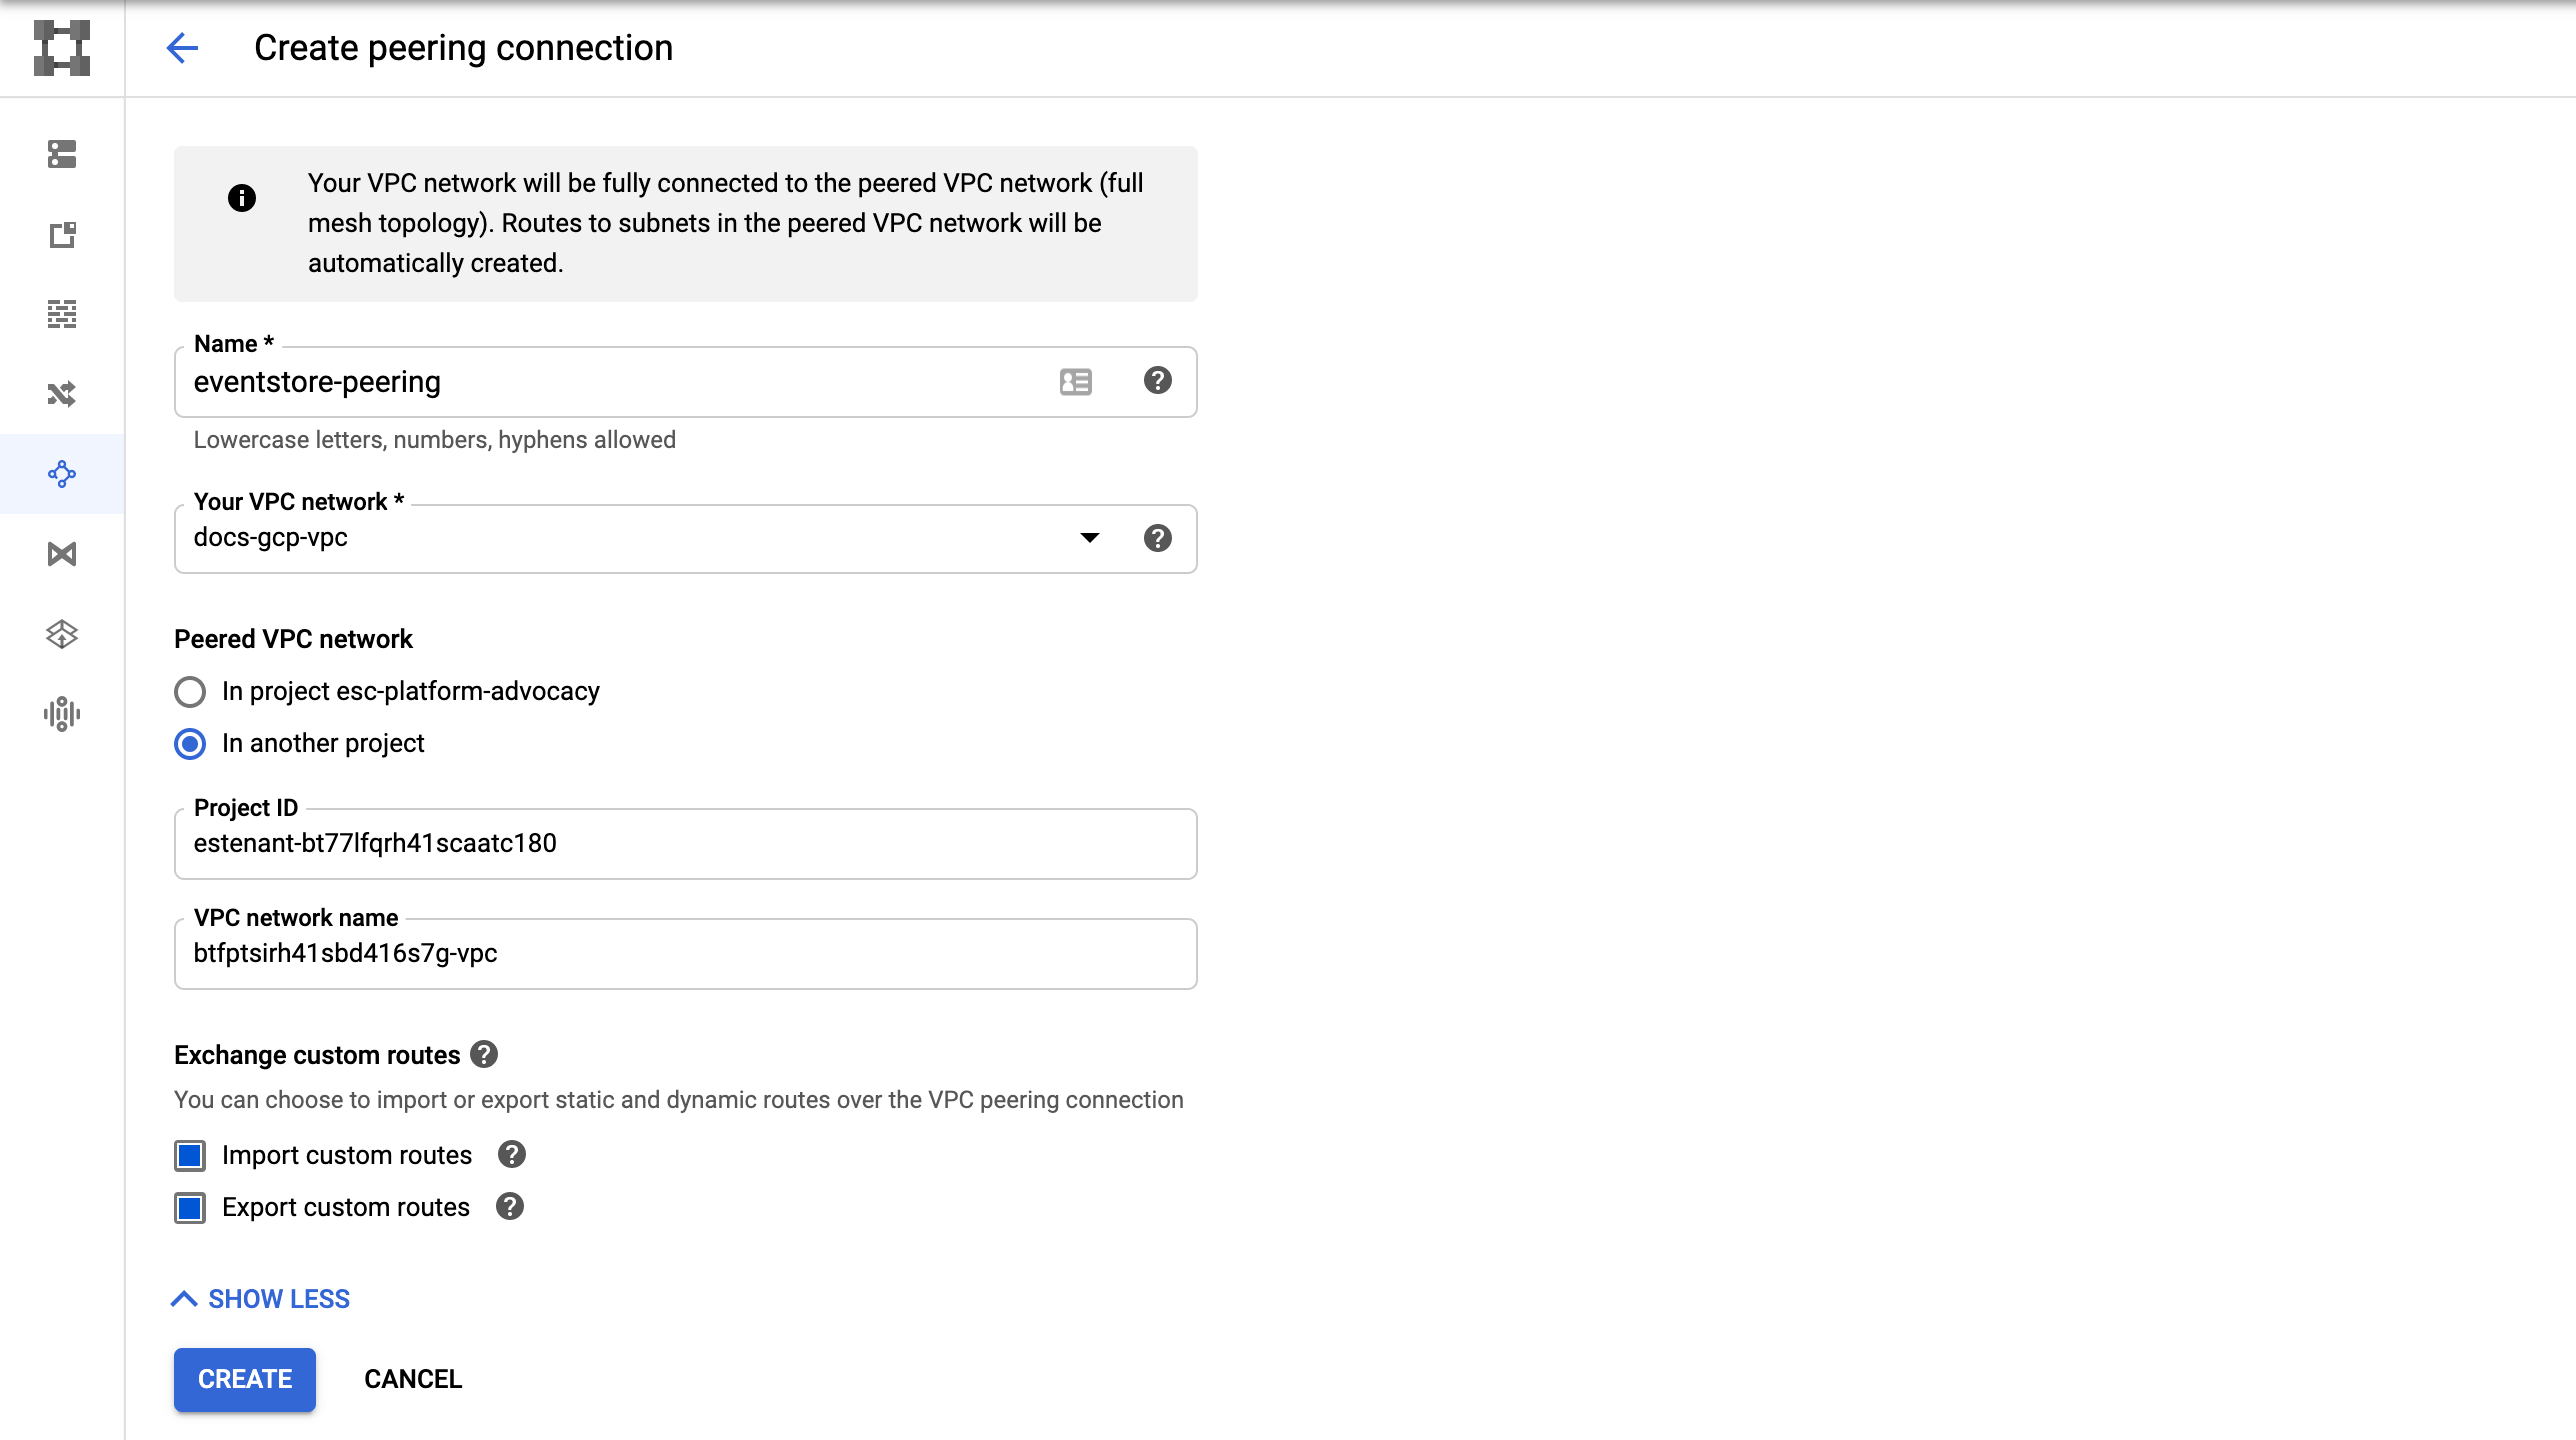 Create peering connection
Your VPC network will be fully connected to the peered VPC network (full
mesh topology). Routes to subnets in the peered VPC network will be
automatically created.
Name *
eventstore-peering
Lowercase letters, numbers, hyphens allowed
Your VPC network *
docs-gcp-vpc
Peered VPC network
In project esc-platform-advocacy
In another project
Project ID
estenant-bt77lfqrh41scaatc180
VPC network name
btfptsirh41sbd416s7g-vpc
Exchange custom routes
You can choose to import or export static and dynamic routes over the VPC peering connection
Import custom routes
Export custom routes
SHOW LESS
CREATE CANCEL